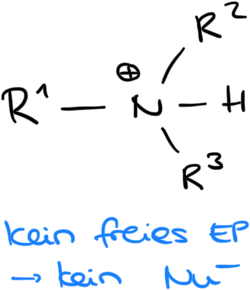 R²
⊕
R¹ — N — H
R³
kein freies EP
→ kein Nu⁻